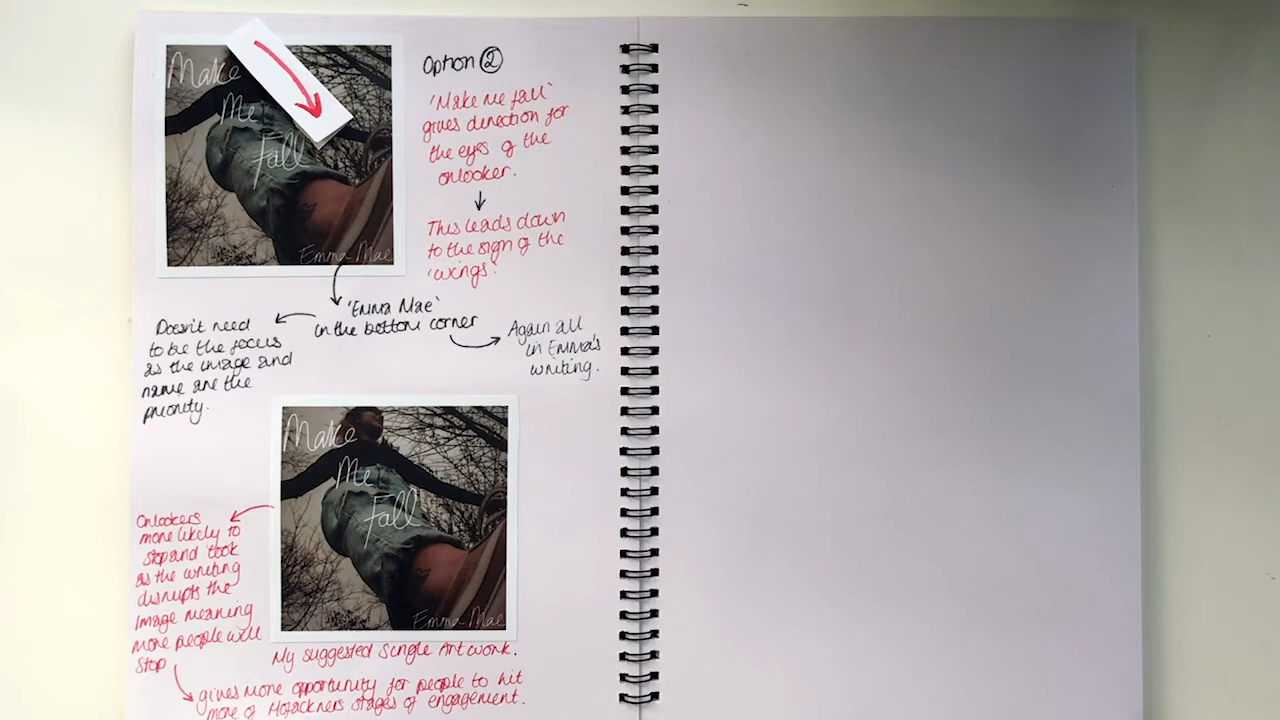 Make
Me
Fall
Emma Mae
Option ②
'Make me fall'
gives direction for
the eyes of the
onlooker.
This leads down
to the sign of the
'wings'.
'Emma Mae'
in the bottom corner
Doesn't need
to be the focus
as the image and
name are the
priority.
Again all
in Emma's
writing.
Make
Me
Fall
Emma Mae
Onlookers
more likely to
stop and look
as the writing
disrupts the
image meaning
more people will
stop
My suggested Single Artwork.
gives more opportunity for people to hit
more of stages of engagement.